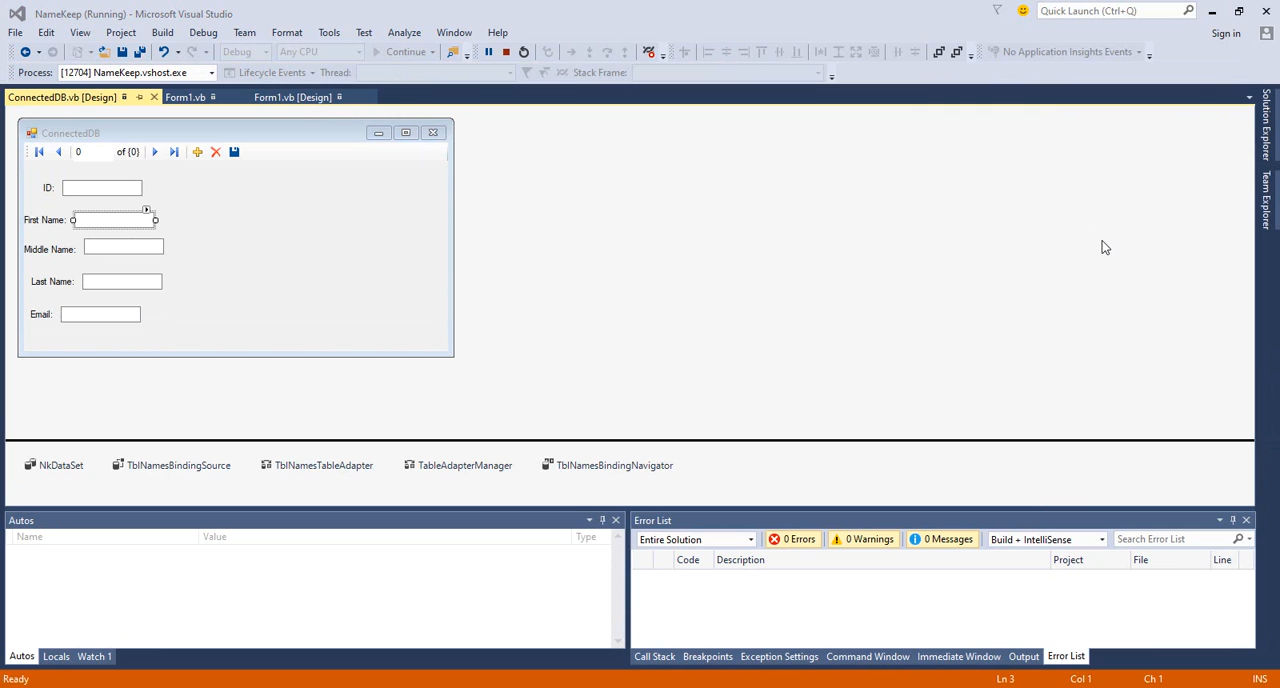 NameKeep (Running) - Microsoft Visual Studio
Quick Launch (Ctrl+Q)
File Edit View Project Build Debug Team Format Tools Test Analyze Window Help
Sign in
Debug Any CPU Continue No Application Insights Events
Process: [12704] NameKeep.vshost.exe Lifecycle Events Thread: Stack Frame:
ConnectedDB.vb [Design] Form1.vb Form1.vb [Design]
Solution Explorer
Team Explorer
ConnectedDB
0 of {0}
ID:
First Name:
Middle Name:
Last Name:
Email:
NkDataSet TblNamesBindingSource TblNamesTableAdapter TableAdapterManager TblNamesBindingNavigator
Autos
Name Value Type
Autos Locals Watch 1
Error List
Entire Solution 0 Errors 0 Warnings 0 Messages Build + IntelliSense Search Error List
Code Description Project File Line
Call Stack Breakpoints Exception Settings Command Window Immediate Window Output Error List
Ready Ln 3 Col 1 Ch 1 INS